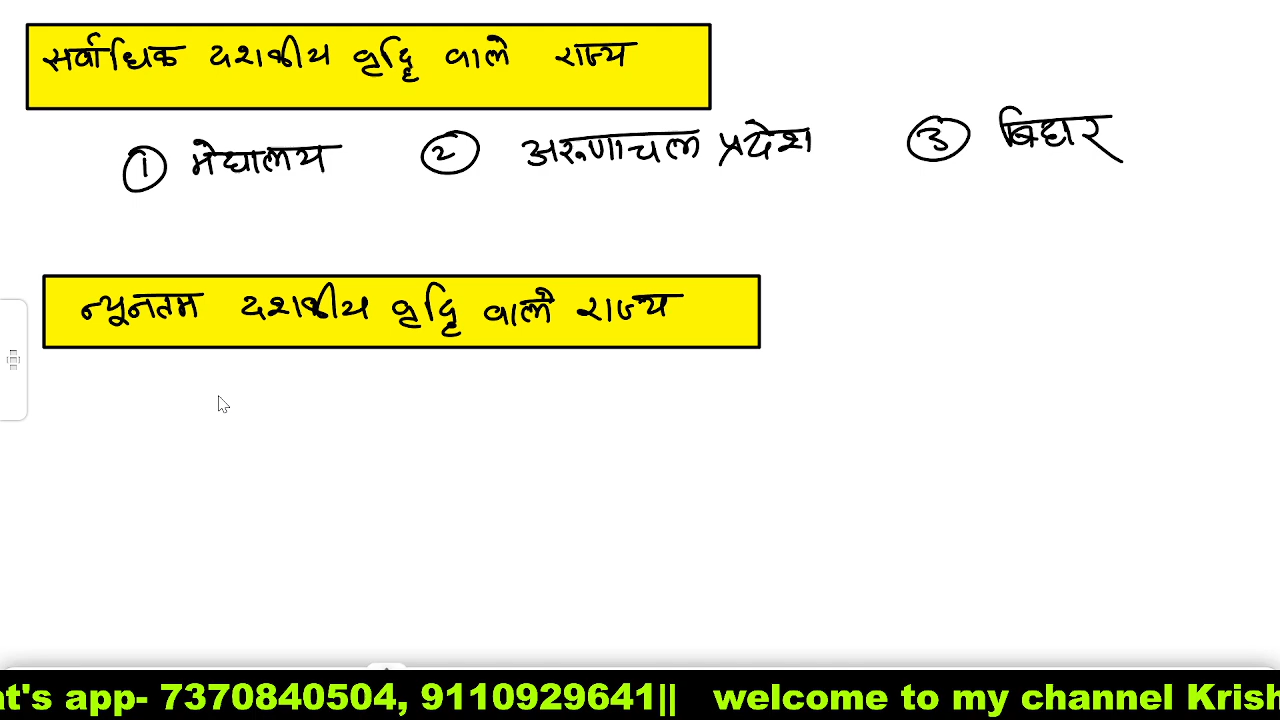 सर्वाधिक दशकीय वृद्धि वाले राज्य
① मेघालय ② अरुणाचल प्रदेश ③ बिहार
न्यूनतम दशकीय वृद्धि वाले राज्य
at's app- 7370840504, 9110929641|| welcome to my channel Krish